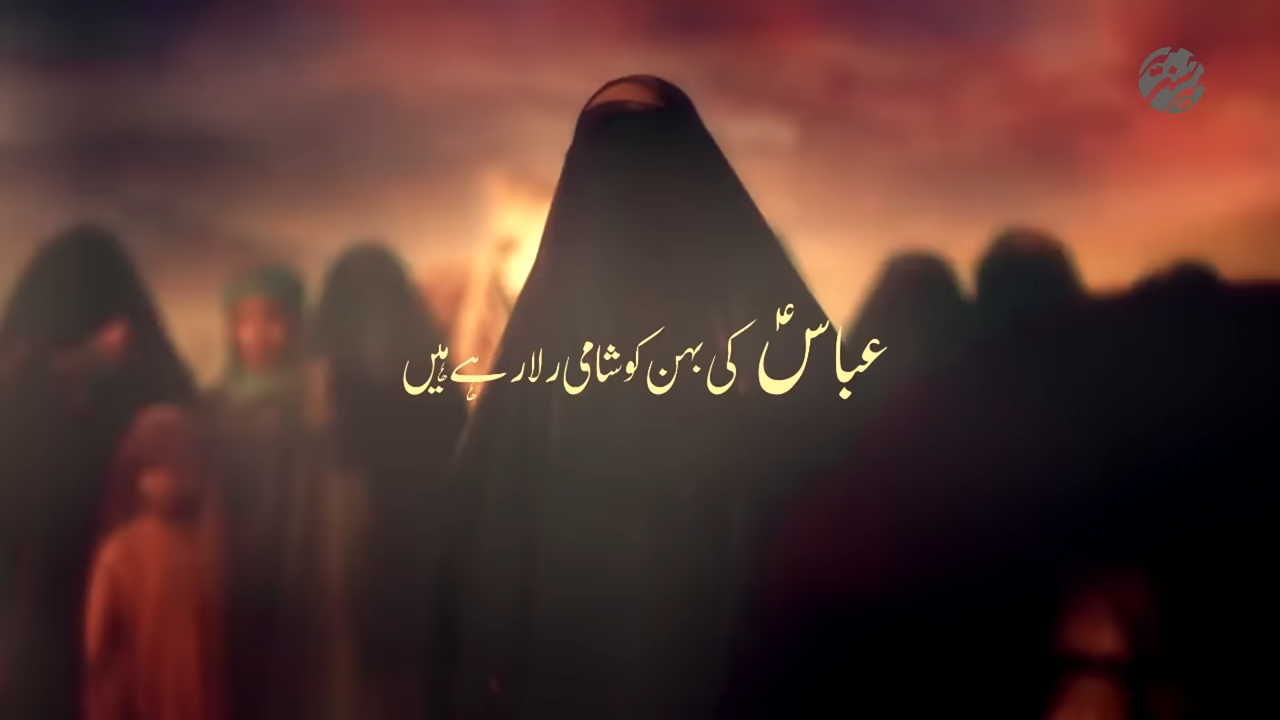 عباسؑ کی بہن کو شامی رلا رہے ہیں